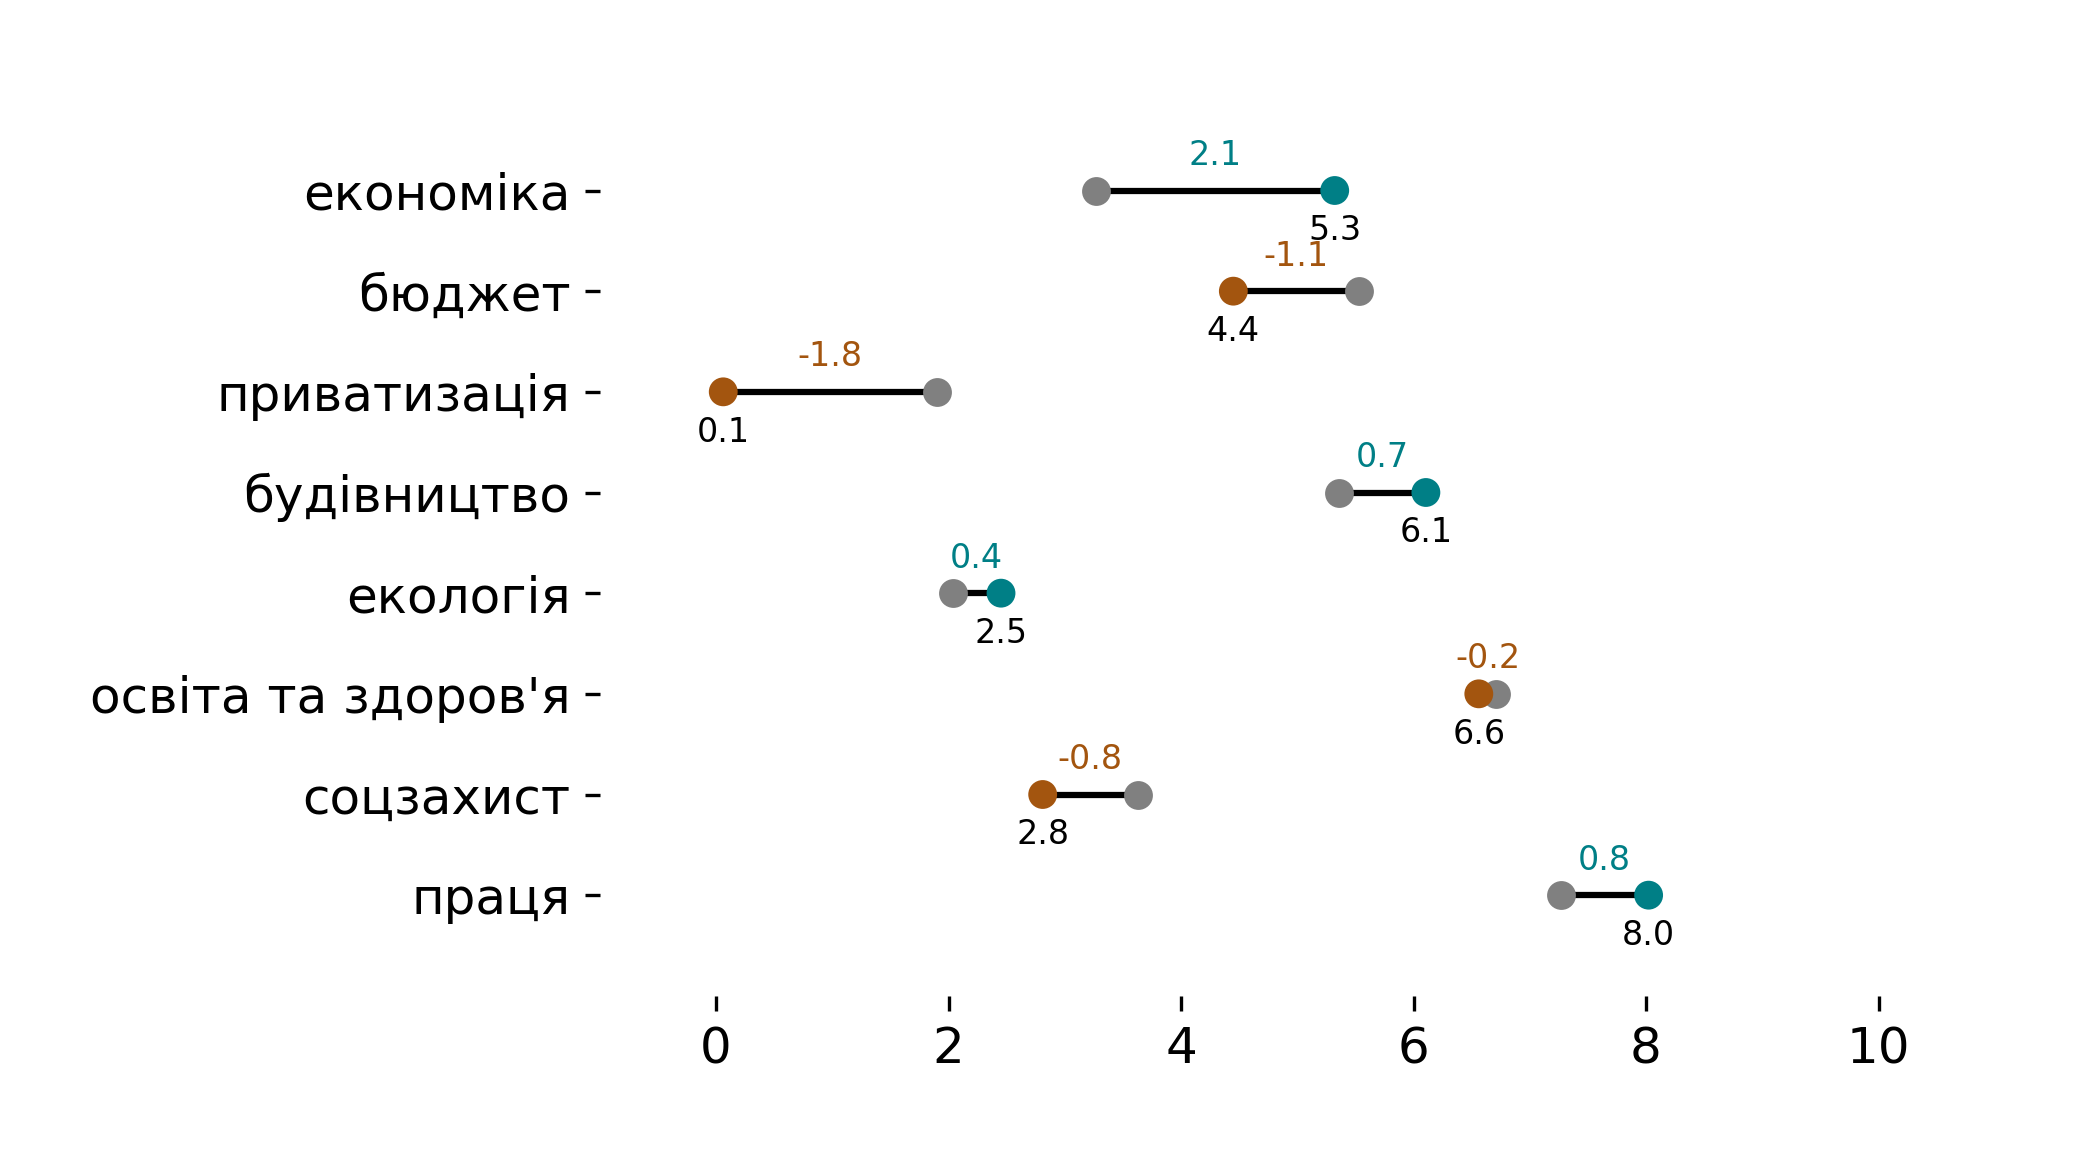 2.1
економіка
5.3
-1.1
бюджет
4.4
-1.8
приватизація
0.1
0.7
будівництво
6.1
0.4
екологія
2.5
-0.2
освіта та здоров'я
6.6
-0.8
соцзахист
2.8
0.8
праця
8.0
0 2 4 6 8 10